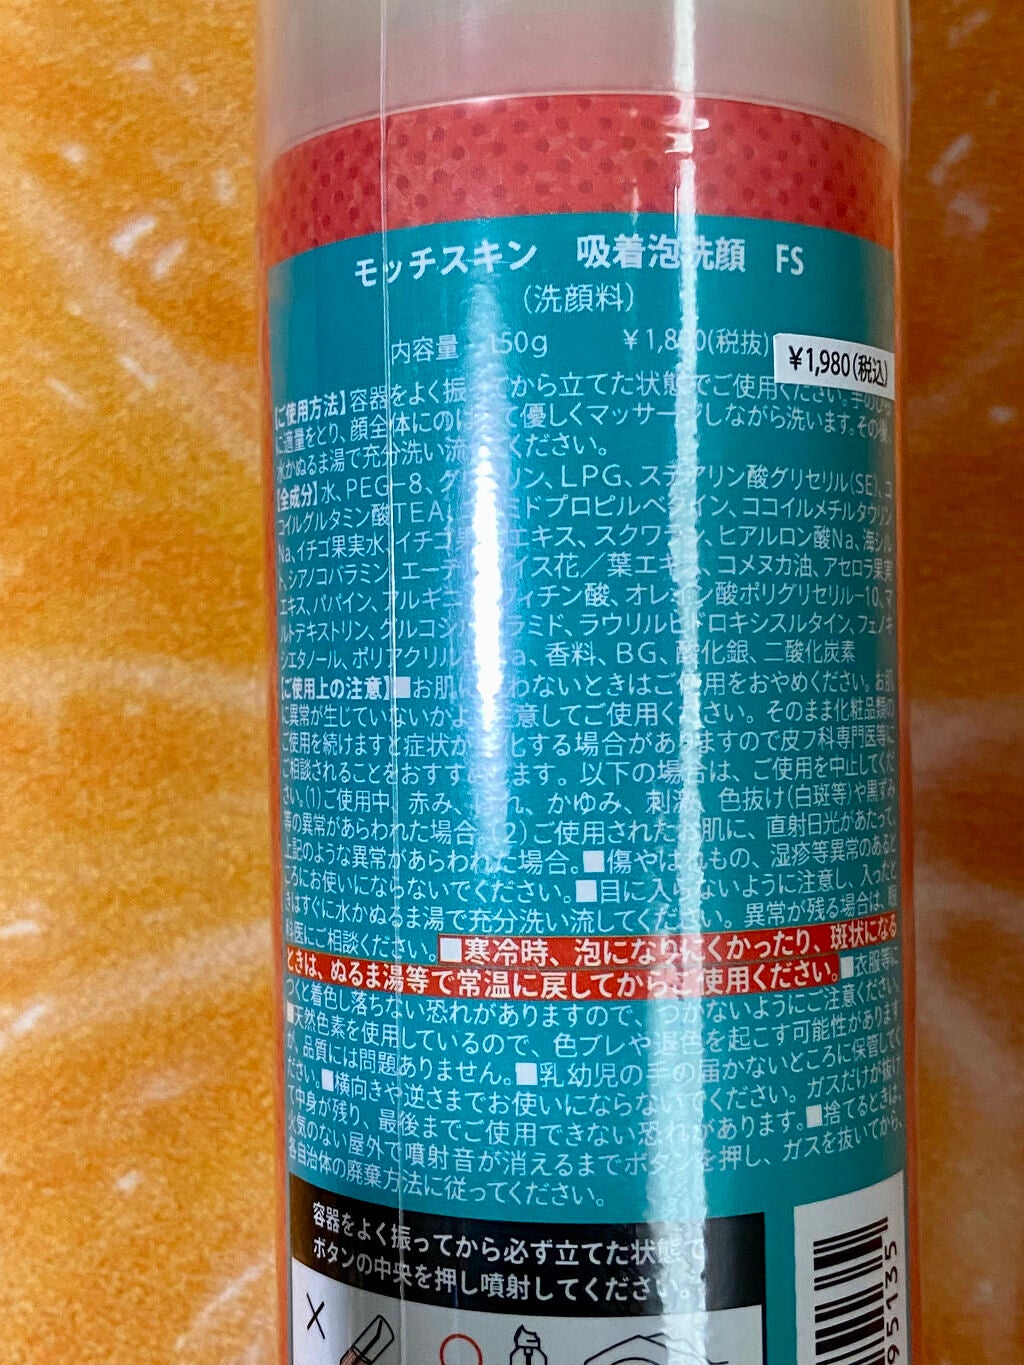 モッチスキン 吸着泡洗顔 FS
(洗顔料)
内容量 150g ¥1,800(税抜)
¥1,980(税込)
【ご使用方法】容器をよく振ってから立てた状態でご使用ください。
に適量をとり、顔全体にのばして優しくマッサージしながら洗います。その後、
水かぬるま湯で充分洗い流してください。
【全成分】水、PEG-8、グリセリン、LPG、ステアリン酸グリセリル(SE)、コ
コイルグルタミン酸TEA、ミドプロピルベタイン、ココイルメチルタウリン
Na、イチゴ果実水、イチゴ果エキス、スクワラン、ヒアルロン酸Na、海シル
ト、シアノコバラミン、エーデルワイス花/葉エキス、コメヌカ油、アセロラ果実
エキス、パパイン、アルギニン、フィチン酸、オレイン酸ポリグリセリル-10、マ
ルトデキストリン、グルコシルセラミド、ラウリルヒドロキシスルタイン、フェノキ
シエタノール、ポリアクリル酸Na、香料、BG、酸化銀、二酸化炭素
【ご使用上の注意】■お肌に合わないときはご使用をおやめください。お肌
に異常が生じていないかよく注意してご使用ください。そのまま化粧品類の
ご使用を続けますと症状が悪化する場合がありますので皮フ科専門医等に
ご相談されることをおすすめします。以下の場合は、ご使用を中止してくだ
さい。(1)ご使用中、赤み、はれ、かゆみ、刺激、色抜け(白斑等)や黒ずみ
等の異常があらわれた場合。(2)ご使用されたお肌に、直射日光があたって、
上記のような異常があらわれた場合。■傷やはれもの、湿疹等異常のあると
ころにお使いにならないでください。■目に入らないように注意し、入ったと
きはすぐに水かぬるま湯で充分洗い流してください。異常が残る場合は、眼
科医にご相談ください。■寒冷時、泡になりにくかったり、斑状になる
ときは、ぬるま湯等で常温に戻してからご使用ください。■衣服等に
つくと着色し落ちない恐れがありますので、つかないようにご注意ください。
■天然色素を使用しているので、色ブレや退色を起こす可能性があります
が、品質には問題ありません。■乳幼児の手の届かないところに保管してく
ださい。■横向きや逆さまでお使いにならないでください。ガスだけが抜け
て中身が残り、最後までご使用できない恐れがあります。■捨てるときは、
火気のない屋外で噴射音が消えるまでボタンを押し、ガスを抜いてから、
各自治体の廃棄方法に従ってください。
容器をよく振ってから必ず立てた状態で
ボタンの中央を押し噴射してください。
95135